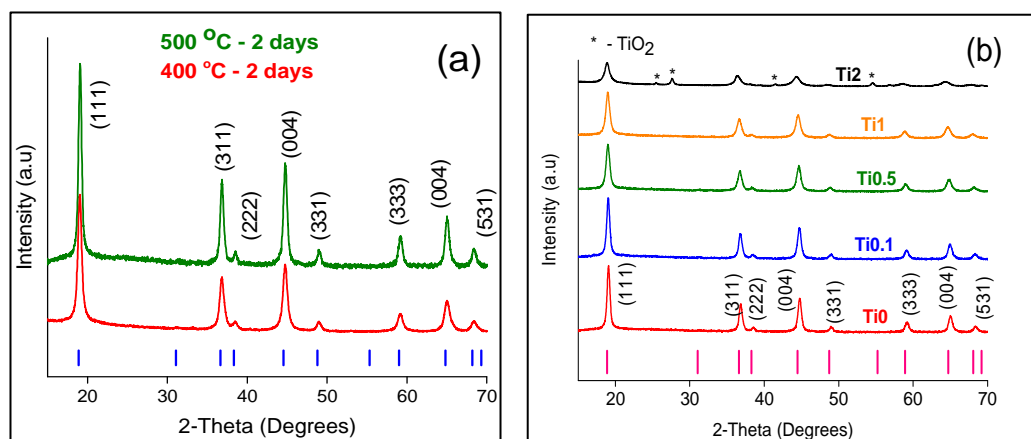 500 °C - 2 days
400 °C - 2 days
(a)
(111)
(311)
(222)
(004)
(331)
(333)
(004)
(531)
Intensity (a.u)
20 30 40 50 60 70
2-Theta (Degrees)
* - TiO2
(b)
* * * *
Ti2
Ti1
Ti0.5
Ti0.1
Ti0
(111)
(311)
(222)
(004)
(331)
(333)
(004)
(531)
Intensity (a.u)
20 30 40 50 60 70
2-Theta (Degrees)